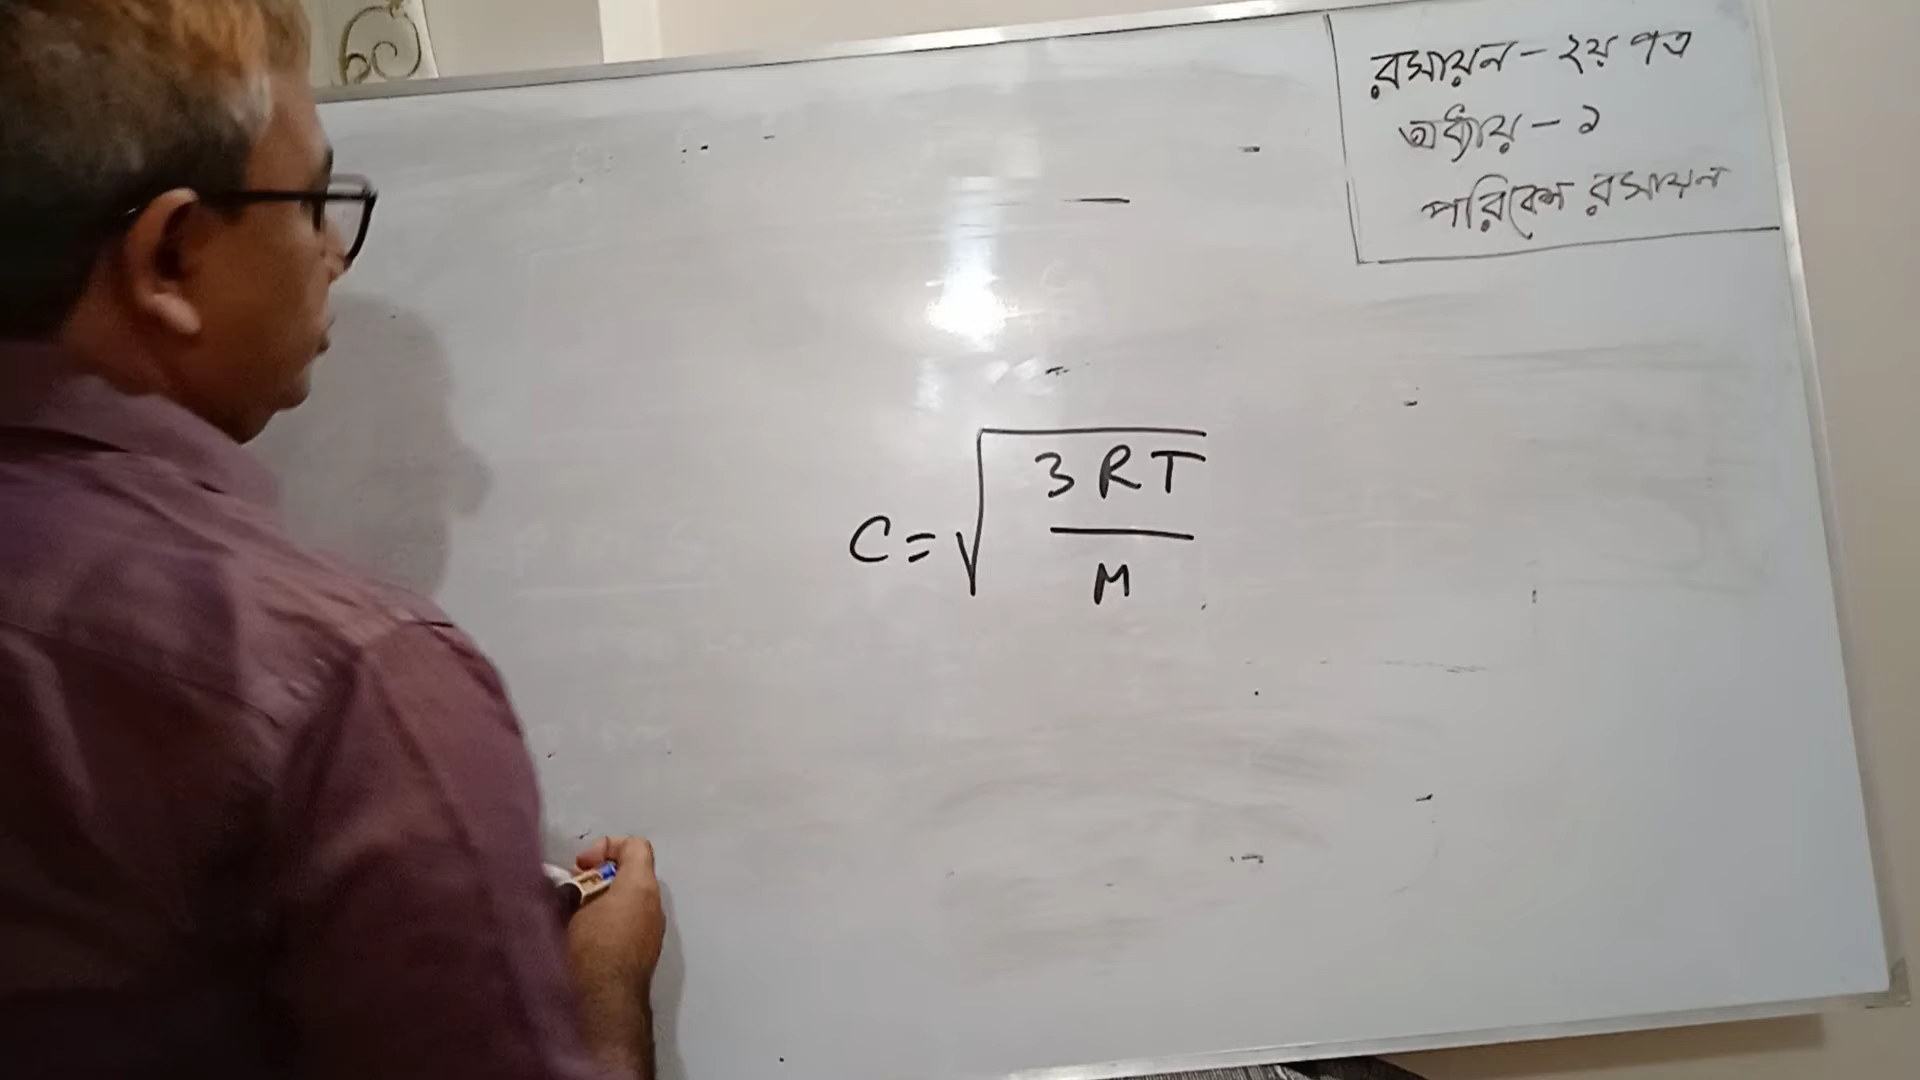 রসায়ন - ২য় পত্র
অধ্যায় - ১
পরিবেশ রসায়ন
C = √(3RT/M)